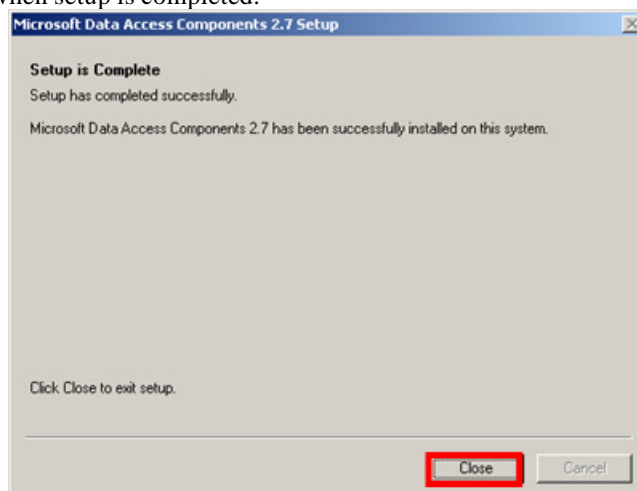 when setup is completed.
Microsoft Data Access Components 2.7 Setup
Setup is Complete
Setup has completed successfully.
Microsoft Data Access Components 2.7 has been successfully installed on this system.
Click Close to exit setup.
Close
Cancel